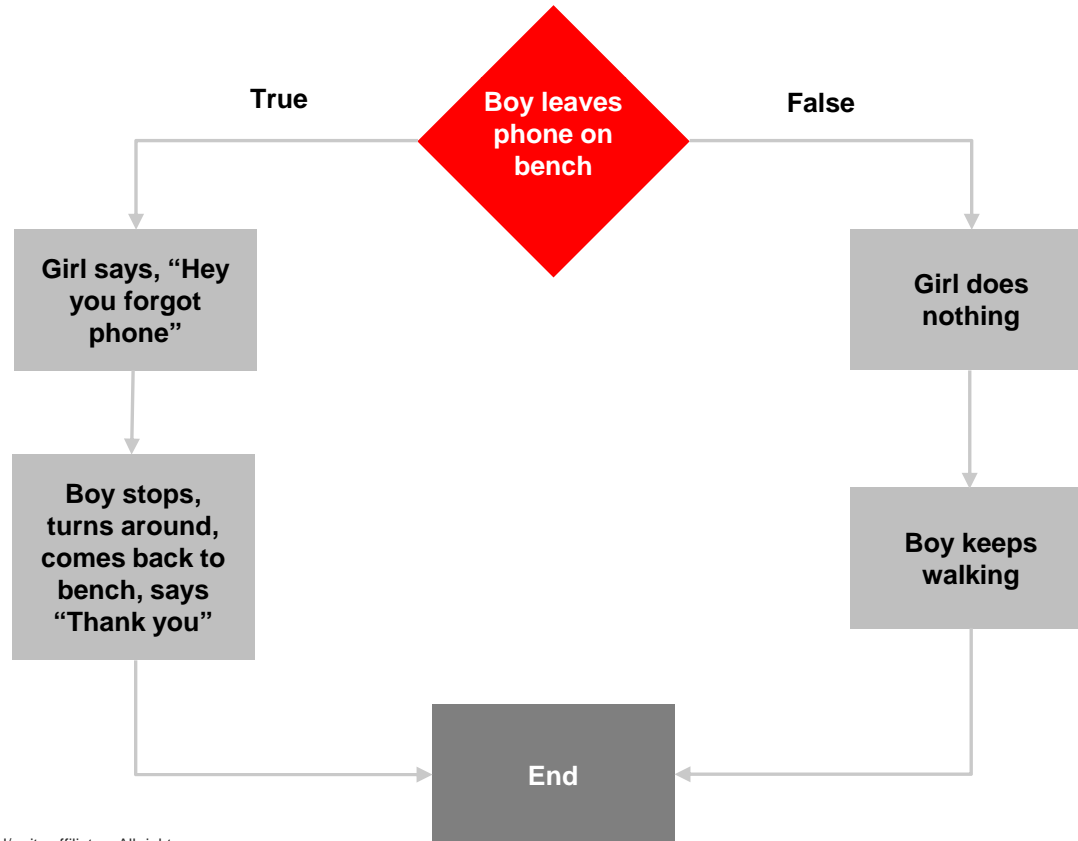 True
Boy leaves
phone on
bench
False
Girl says, “Hey
you forgot
phone”
Girl does
nothing
Boy stops,
turns around,
comes back to
bench, says
“Thank you”
Boy keeps
walking
End